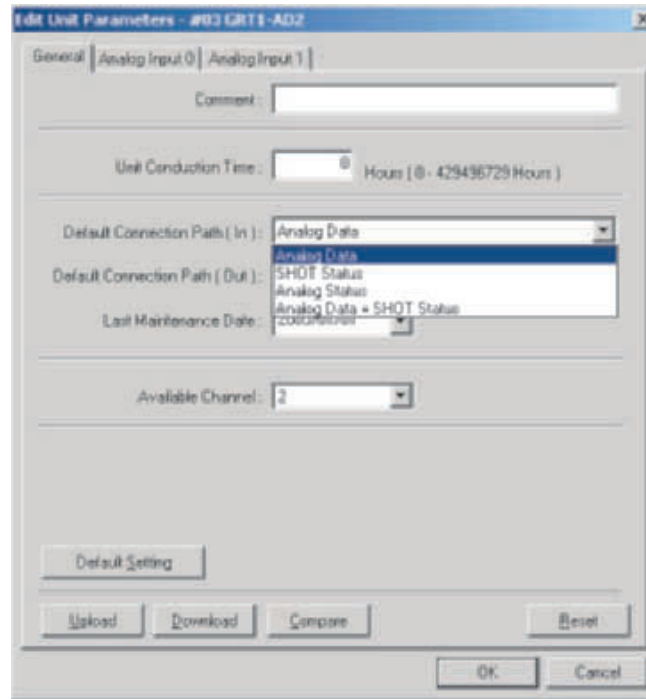 Edit Unit Parameters - #03 GRT1-AD2
General Analog Input 0 Analog Input 1
Comment :
Unit Conduction Time : 0 Hours ( 0 - 429496729 Hours )
Default Connection Path ( In ) : Analog Data
Analog Data
SHOT Status
Default Connection Path ( Out ) :
Analog Status
Analog Data + SHOT Status
Last Maintenance Date :
Available Channel : 2
Default Setting
Upload Download Compare Reset
OK Cancel